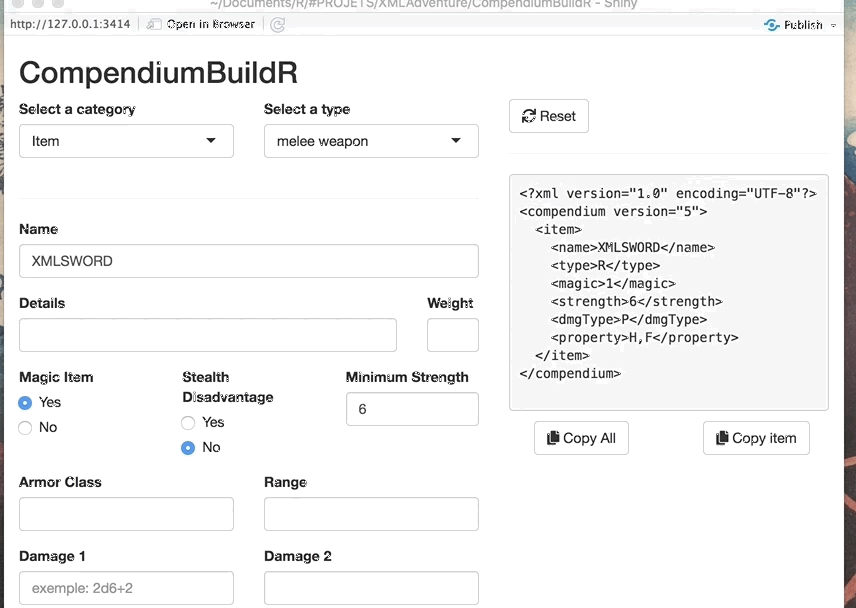 ~/Documents/R/#PROJETS/XMLAdventure/CompendiumBuildR - Shiny
http://127.0.0.1:3414 Open in Browser Publish
CompendiumBuildR
Select a category Select a type
Item melee weapon
Reset
Name
XMLSWORD
Details Weight
Magic Item Stealth Disadvantage Minimum Strength
Yes
No
Yes
No
6
Armor Class Range
Damage 1 Damage 2
exemple: 2d6+2
<?xml version="1.0" encoding="UTF-8"?>
<compendium version="5">
<item>
<name>XMLSWORD</name>
<type>R</type>
<magic>1</magic>
<strength>6</strength>
<dmgType>P</dmgType>
<property>H,F</property>
</item>
</compendium>
Copy All Copy item